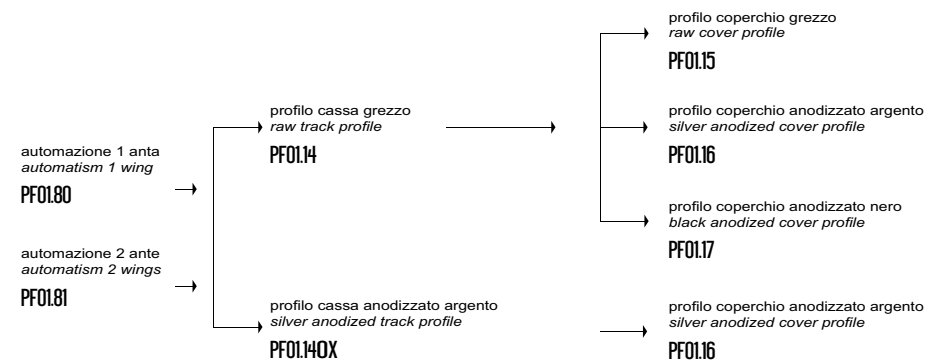 automazione 1 anta
automatism 1 wing
PF01.80
automazione 2 ante
automatism 2 wings
PF01.81
profilo cassa grezzo
raw track profile
PF01.14
profilo cassa anodizzato argento
silver anodized track profile
PF01.140X
profilo coperchio grezzo
raw cover profile
PF01.15
profilo coperchio anodizzato argento
silver anodized cover profile
PF01.16
profilo coperchio anodizzato nero
black anodized cover profile
PF01.17
profilo coperchio anodizzato argento
silver anodized cover profile
PF01.16